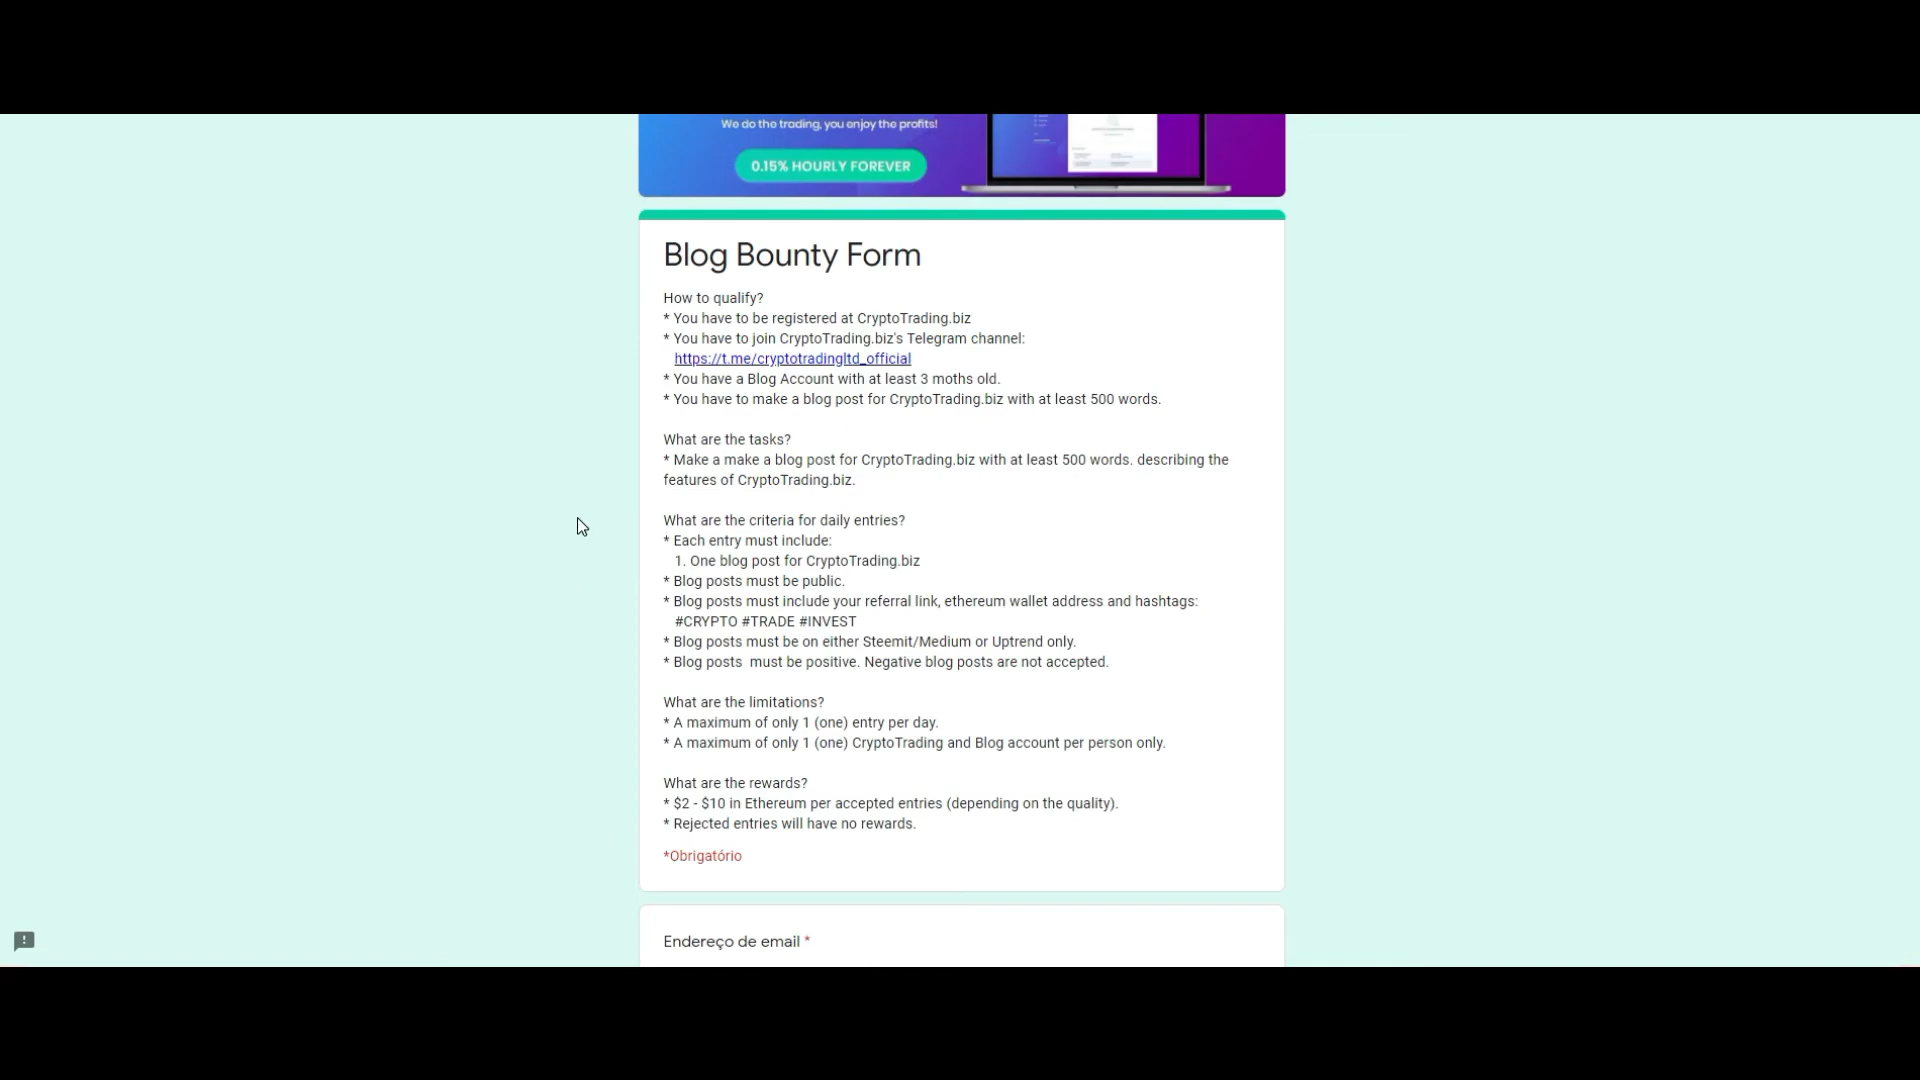 We do the trading, you enjoy the profits!
0.15% HOURLY FOREVER
Blog Bounty Form
How to qualify?
* You have to be registered at CryptoTrading.biz
* You have to join CryptoTrading.biz's Telegram channel:
https://t.me/cryptotradingltd_official
* You have a Blog Account with at least 3 moths old.
* You have to make a blog post for CryptoTrading.biz with at least 500 words.
What are the tasks?
* Make a make a blog post for CryptoTrading.biz with at least 500 words. describing the
features of CryptoTrading.biz.
What are the criteria for daily entries?
* Each entry must include:
1. One blog post for CryptoTrading.biz
* Blog posts must be public.
* Blog posts must include your referral link, ethereum wallet address and hashtags:
#CRYPTO #TRADE #INVEST
* Blog posts must be on either Steemit/Medium or Uptrend only.
* Blog posts  must be positive. Negative blog posts are not accepted.
What are the limitations?
* A maximum of only 1 (one) entry per day.
* A maximum of only 1 (one) CryptoTrading and Blog account per person only.
What are the rewards?
* $2 - $10 in Ethereum per accepted entries (depending on the quality).
* Rejected entries will have no rewards.
*Obrigatório
Endereço de email *